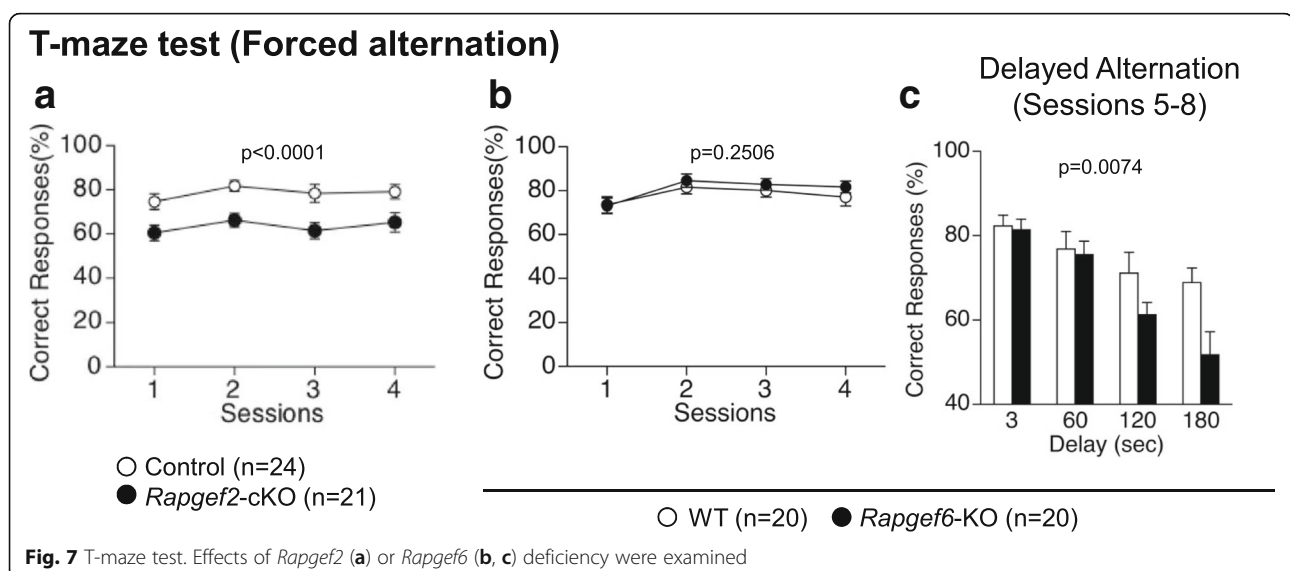 T-maze test (Forced alternation)
a
Correct Responses(%)
100
80
60
40
20
0
p<0.0001
1 2 3 4
Sessions
Control (n=24)
Rapgef2-cKO (n=21)
b
Correct Responses(%)
100
80
60
40
20
0
p=0.2506
1 2 3 4
Sessions
Delayed Alternation
(Sessions 5-8)
c
Correct Responses (%)
100
80
60
40
p=0.0074
3 60 120 180
Delay (sec)
WT (n=20) Rapgef6-KO (n=20)
Fig. 7 T-maze test. Effects of Rapgef2 (a) or Rapgef6 (b, c) deficiency were examined